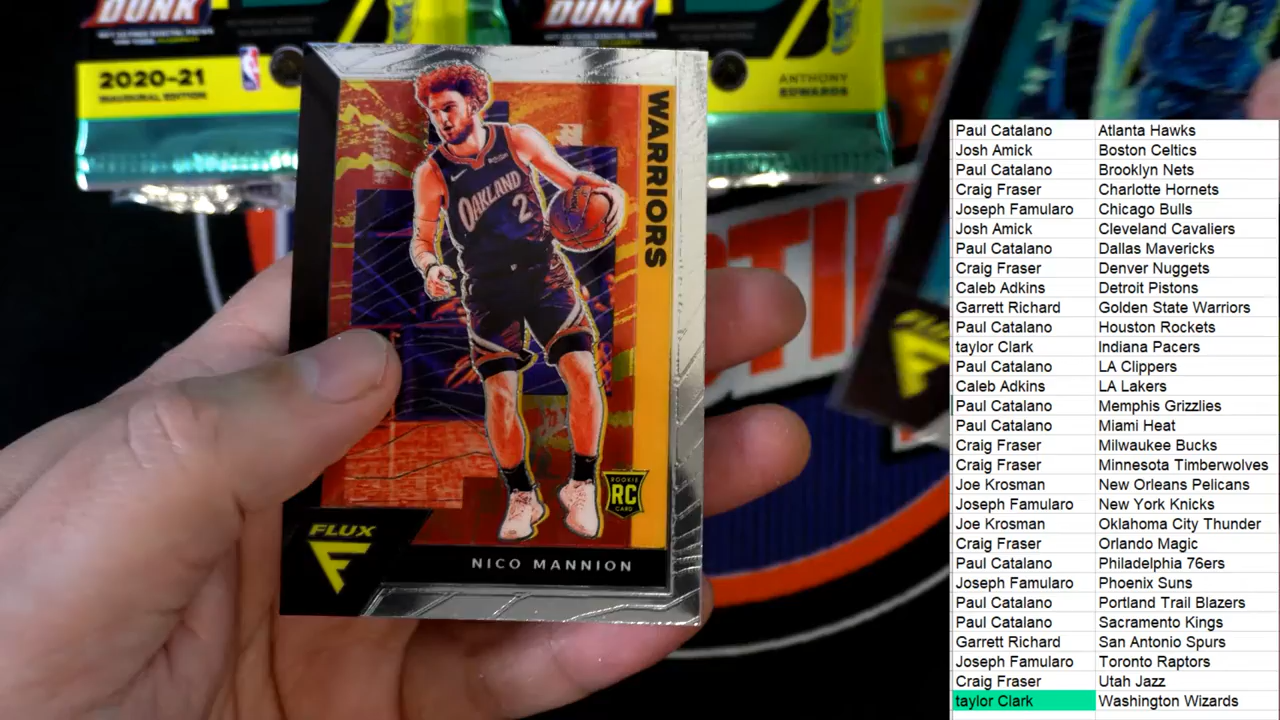 DUNK
2020-21
INAUGURAL EDITION
DUNK
ANTHONY
EDWARDS
WARRIORS
OAKLAND
2
ROOKIE
RC
CARD
FLUX
F
NICO MANNION
Paul Catalano Atlanta Hawks
Josh Amick Boston Celtics
Paul Catalano Brooklyn Nets
Craig Fraser Charlotte Hornets
Joseph Famularo Chicago Bulls
Josh Amick Cleveland Cavaliers
Paul Catalano Dallas Mavericks
Craig Fraser Denver Nuggets
Caleb Adkins Detroit Pistons
Garrett Richard Golden State Warriors
Paul Catalano Houston Rockets
taylor Clark Indiana Pacers
Paul Catalano LA Clippers
Caleb Adkins LA Lakers
Paul Catalano Memphis Grizzlies
Paul Catalano Miami Heat
Craig Fraser Milwaukee Bucks
Craig Fraser Minnesota Timberwolves
Joe Krosman New Orleans Pelicans
Joseph Famularo New York Knicks
Joe Krosman Oklahoma City Thunder
Craig Fraser Orlando Magic
Paul Catalano Philadelphia 76ers
Joseph Famularo Phoenix Suns
Paul Catalano Portland Trail Blazers
Paul Catalano Sacramento Kings
Garrett Richard San Antonio Spurs
Joseph Famularo Toronto Raptors
Craig Fraser Utah Jazz
taylor Clark Washington Wizards